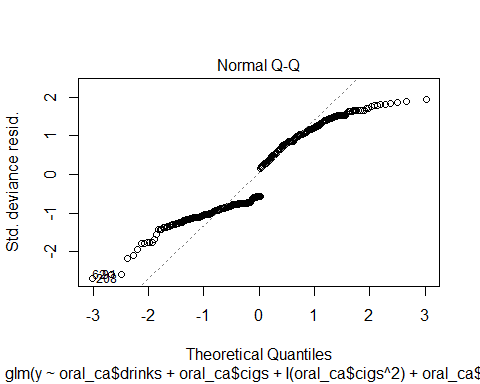 Normal Q-Q
Std. deviance resid.
2
1
0
-1
-2
208
-3 -2 -1 0 1 2 3
Theoretical Quantiles
glm(y ~ oral_ca$drinks + oral_ca$cigs + I(oral_ca$cigs^2) + oral_ca$